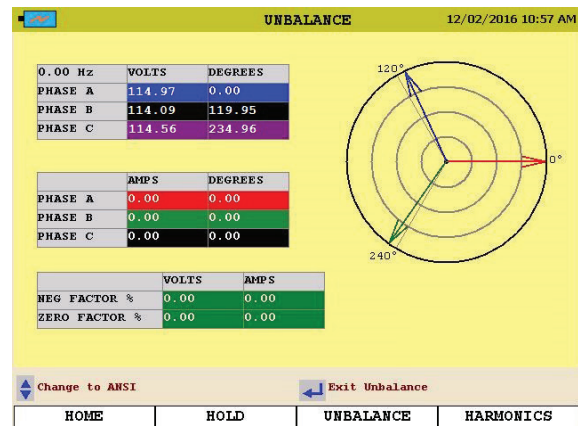 UNBALANCE 12/02/2016 10:57 AM
0.00 Hz VOLTS DEGREES
PHASE A 114.97 0.00
PHASE B 114.09 119.95
PHASE C 114.56 234.96
120°
0°
240°
AMPS DEGREES
PHASE A 0.00 0.00
PHASE B 0.00 0.00
PHASE C 0.00 0.00
VOLTS AMPS
NEG FACTOR % 0.00 0.00
ZERO FACTOR % 0.00 0.00
Change to ANSI Exit Unbalance
HOME HOLD UNBALANCE HARMONICS